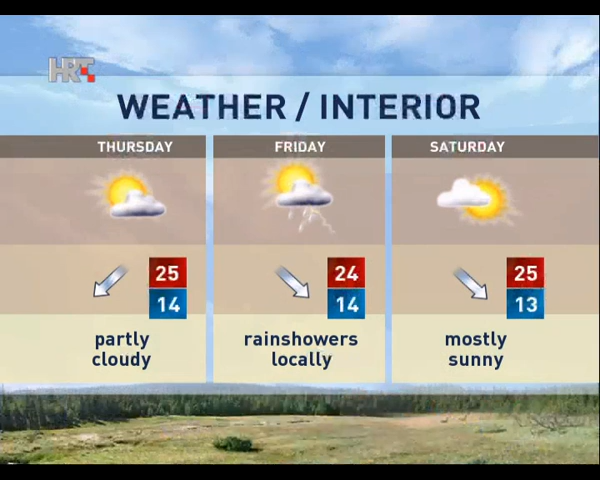 HRT
WEATHER / INTERIOR
THURSDAY
FRIDAY
SATURDAY
25
14
24
14
25
13
partly
cloudy
rainshowers
locally
mostly
sunny